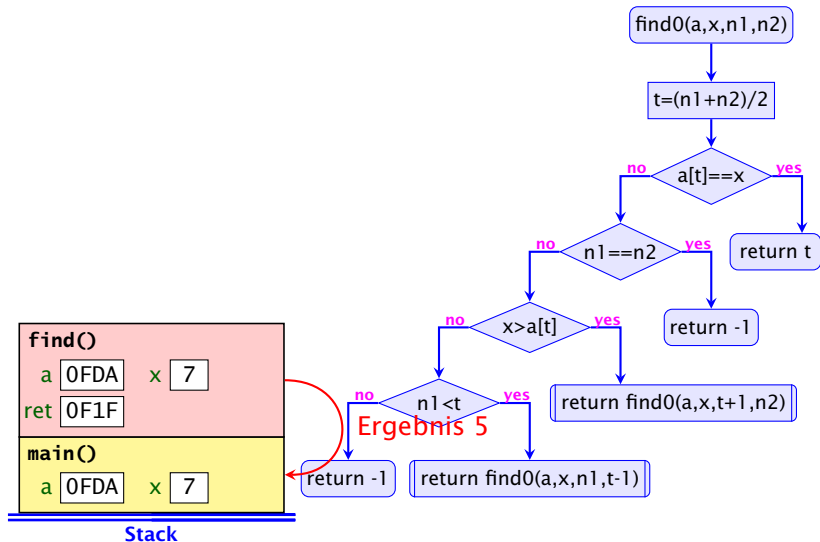 find0(a,x,n1,n2)
t=(n1+n2)/2
a[t]==x
no
yes
return t
n1==n2
no
yes
return -1
x>a[t]
no
yes
return find0(a,x,t+1,n2)
n1<t
no
yes
return -1
return find0(a,x,n1,t-1)
Ergebnis 5
find()
a 0FDA x 7
ret 0F1F
main()
a 0FDA x 7
Stack